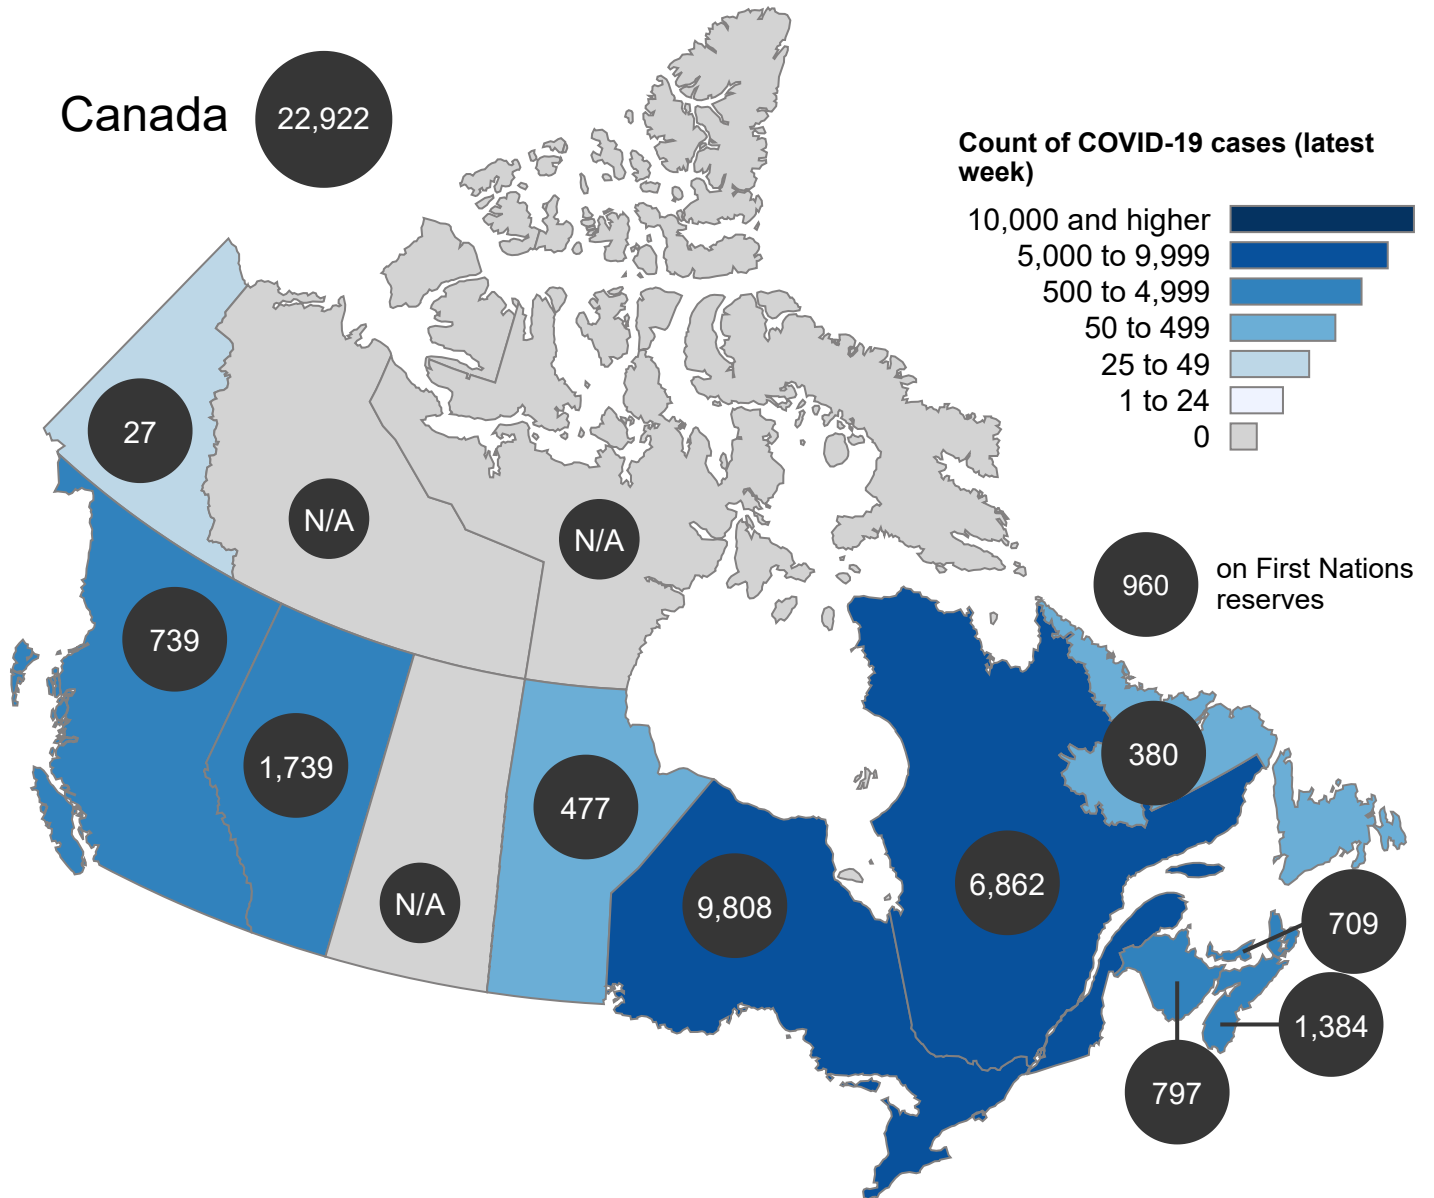 Canada
22,922
Count of COVID-19 cases (latest
week)
10,000 and higher
5,000 to 9,999
500 to 4,999
50 to 499
25 to 49
1 to 24
0
27
N/A
N/A
960
on First Nations
reserves
739
1,739
477
380
N/A
9,808
6,862
709
1,384
797